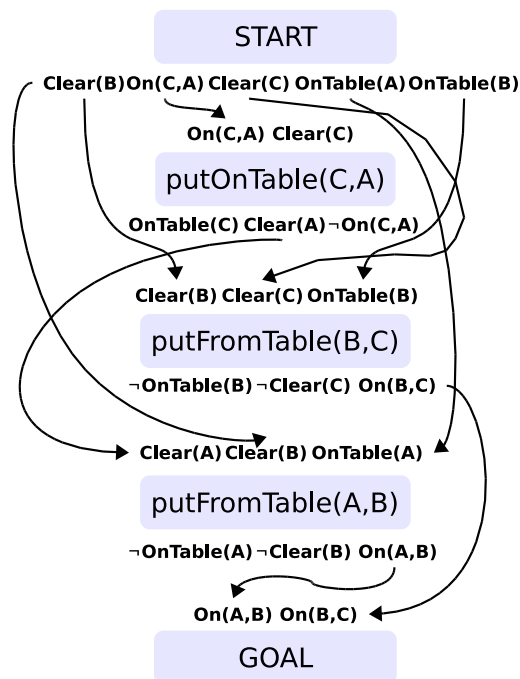 START
Clear(B) On(C,A) Clear(C) OnTable(A) OnTable(B)
On(C,A) Clear(C)
putOnTable(C,A)
OnTable(C) Clear(A) ¬On(C,A)
Clear(B) Clear(C) OnTable(B)
putFromTable(B,C)
¬OnTable(B) ¬Clear(C) On(B,C)
Clear(A) Clear(B) OnTable(A)
putFromTable(A,B)
¬OnTable(A) ¬Clear(B) On(A,B)
On(A,B) On(B,C)
GOAL